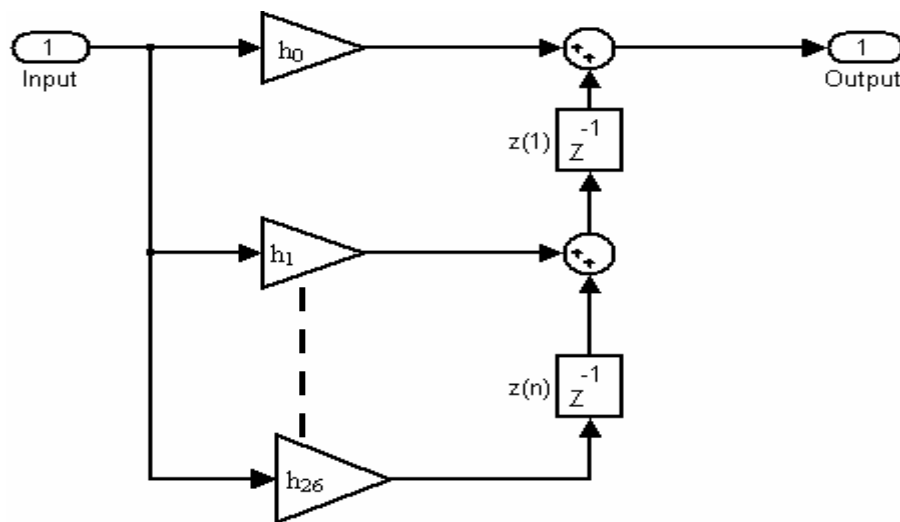 1
Input
h0
+
+
1
Output
z(1)
Z-1
h1
+
+
z(n)
Z-1
h26